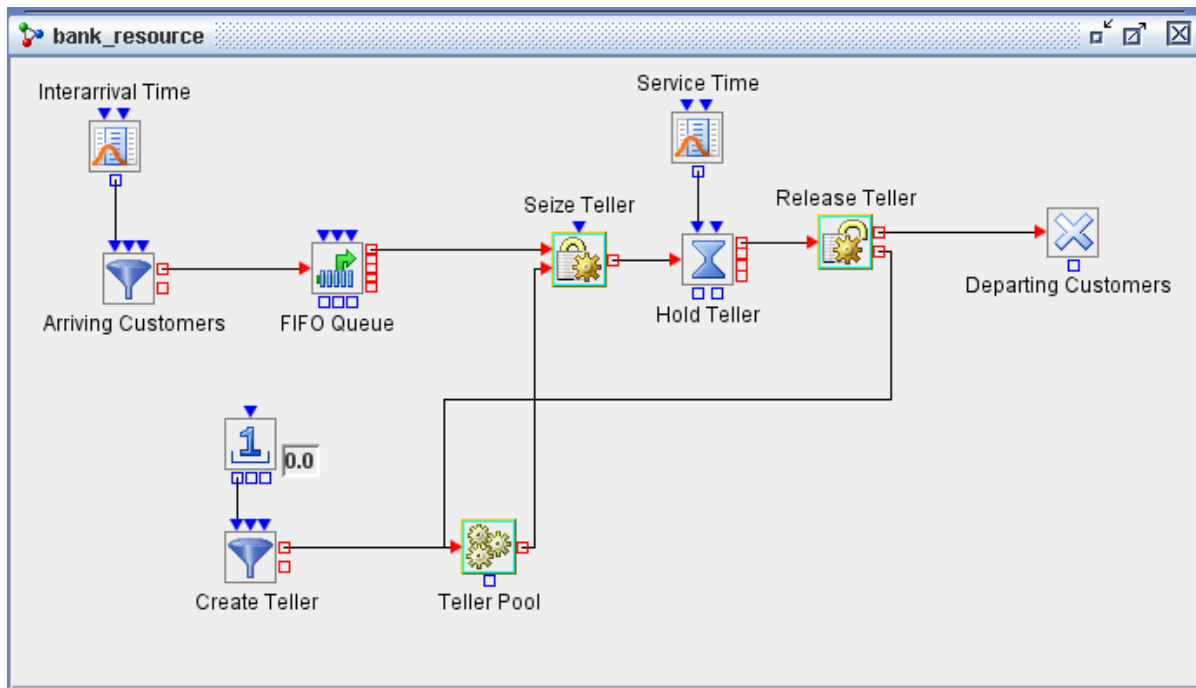 bank_resource
Interarrival Time
Service Time
Seize Teller
Release Teller
Arriving Customers
FIFO Queue
Hold Teller
Departing Customers
1
0.0
Create Teller
Teller Pool